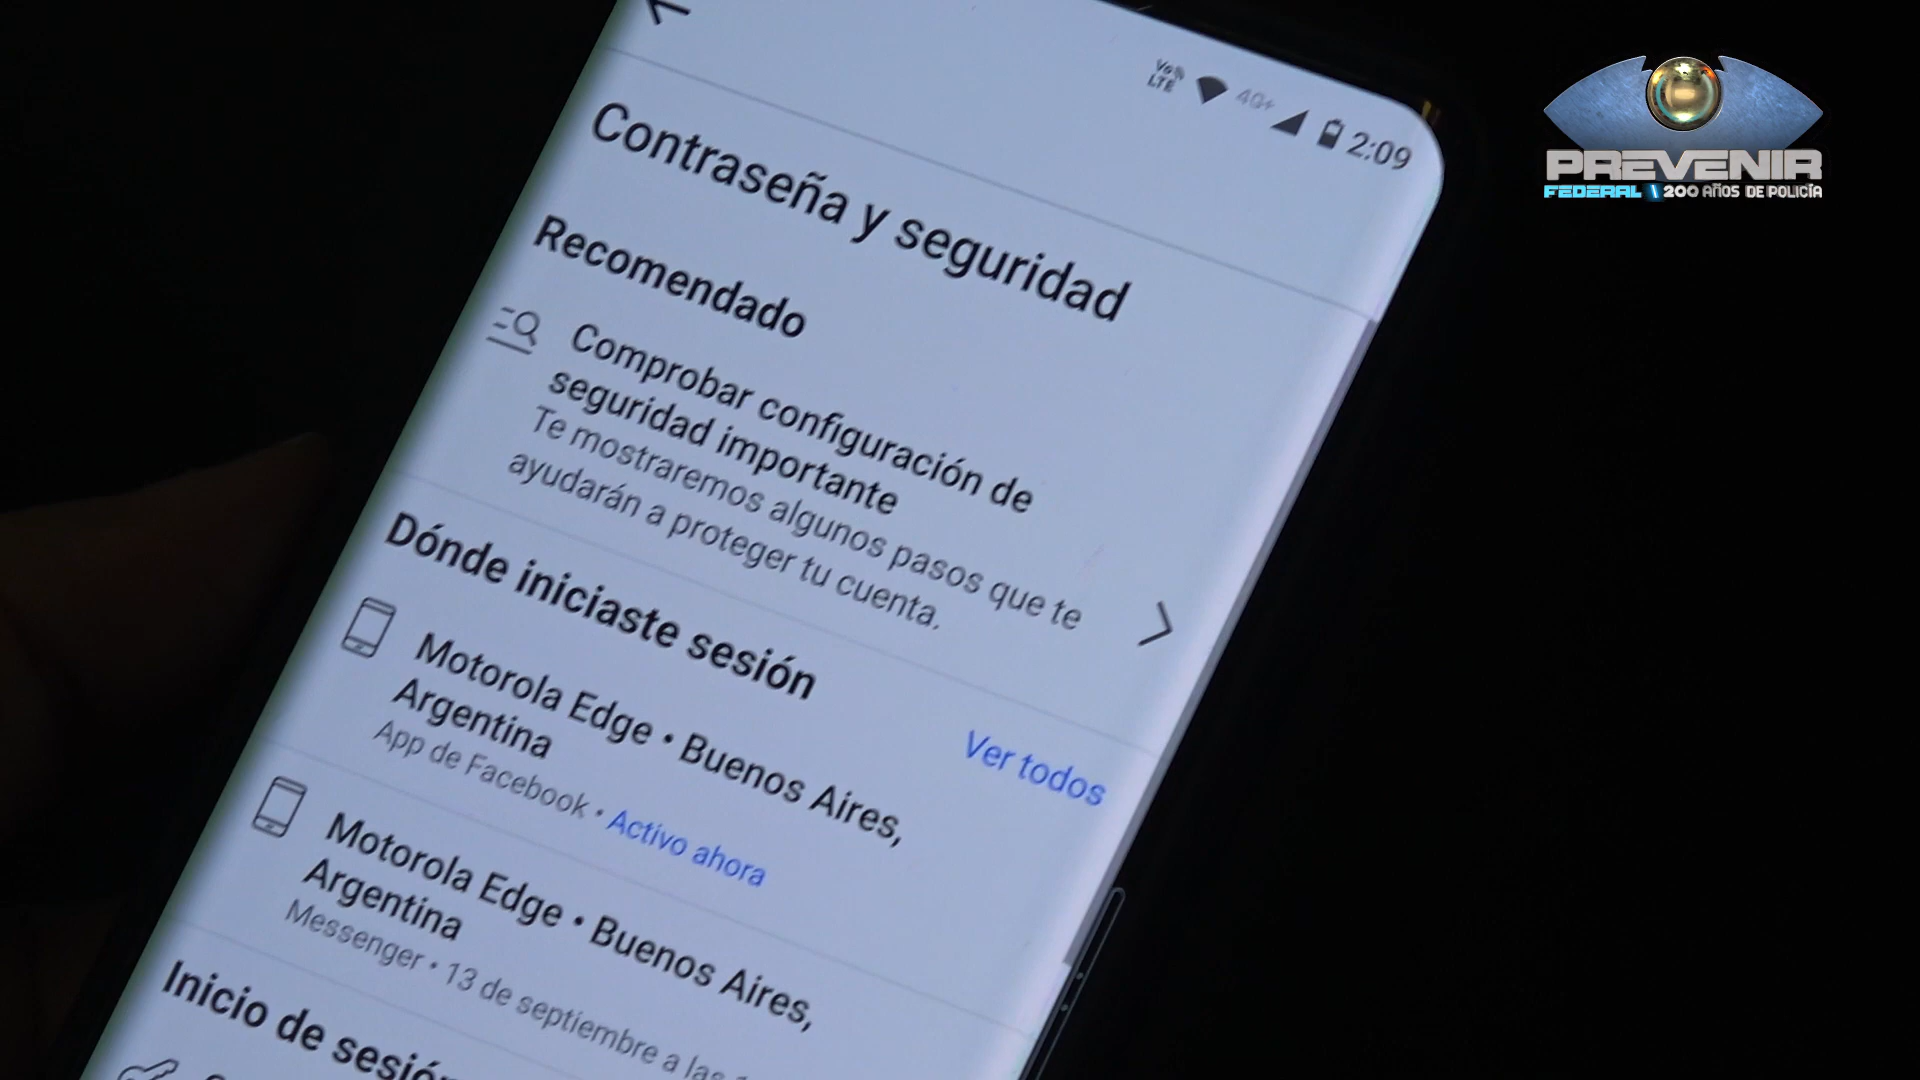 Vo
LTE
4G+
2:09
PREVENIR
FEDERAL 200 AÑOS DE POLICÍA
Contraseña y seguridad
Recomendado
Comprobar configuración de
seguridad importante
Te mostraremos algunos pasos que te
ayudarán a proteger tu cuenta.
Dónde iniciaste sesión
Ver todos
Motorola Edge • Buenos Aires,
Argentina
App de Facebook • Activo ahora
Motorola Edge • Buenos Aires,
Argentina
Messenger • 13 de septiembre a las
Inicio de sesión